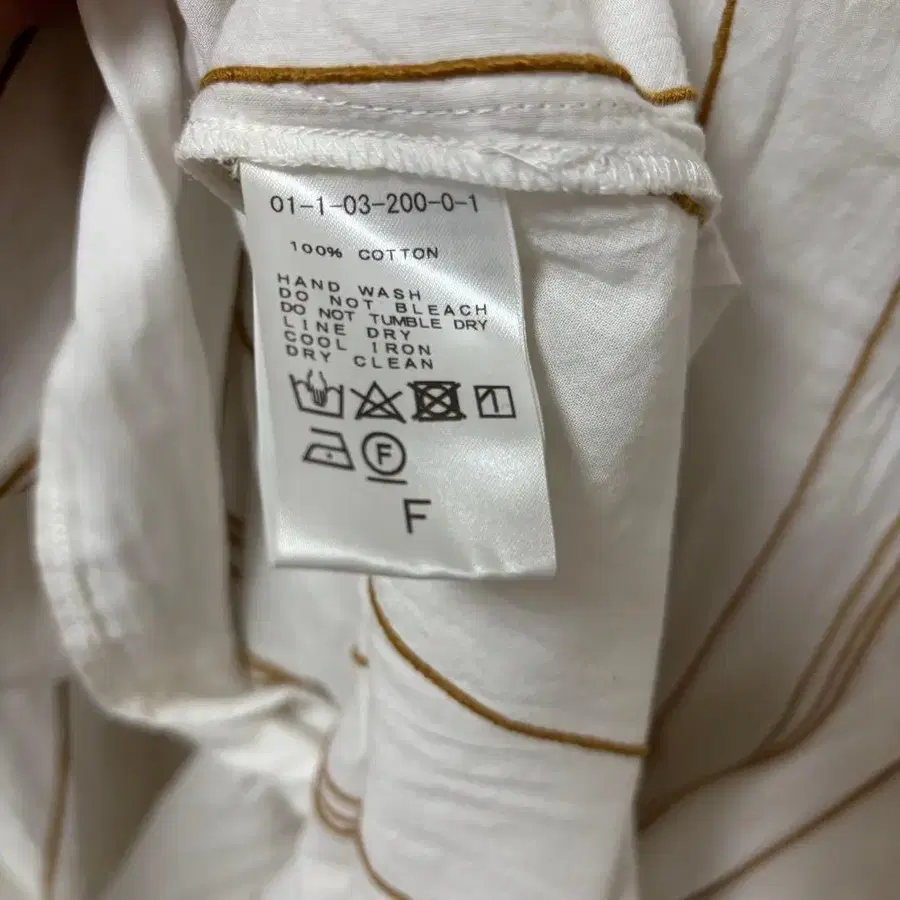 01-1-03-200-0-1
100% COTTON
HAND WASH
DO NOT BLEACH
DO NOT TUMBLE DRY
LINE DRY
COOL IRON
DRY CLEAN
F
F